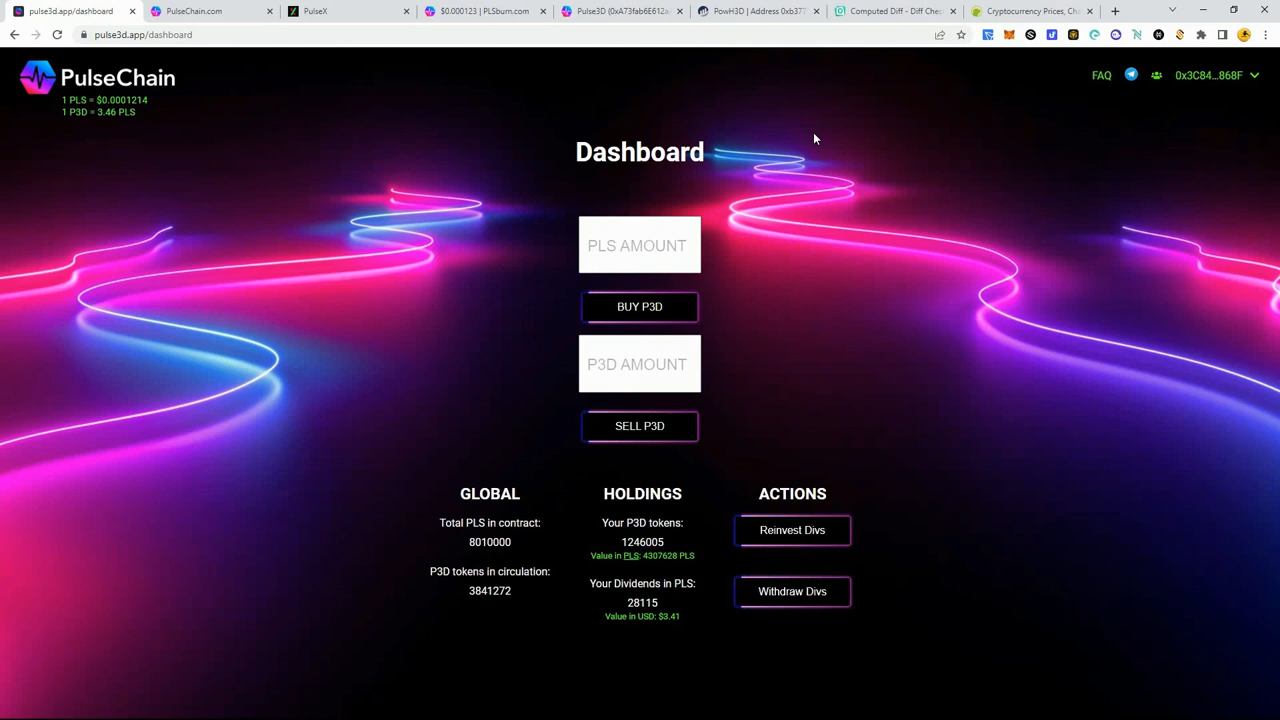 pulse3d.app/dashboard
PulseChain.com
PulseX
$0.000123 | PLSburn.com
Pulse3D (0xA73fab6E612a
PowH3D | Address 0xb377
Computed Diff - Diff Chec
Cryptocurrency Prices, Cha
pulse3d.app/dashboard
PulseChain
1 PLS = $0.0001214
1 P3D = 3.46 PLS
FAQ
0x3C84...868F
Dashboard
PLS AMOUNT
BUY P3D
P3D AMOUNT
SELL P3D
GLOBAL
Total PLS in contract:
8010000
P3D tokens in circulation:
3841272
HOLDINGS
Your P3D tokens:
1246005
Value in PLS: 4307628 PLS
Your Dividends in PLS:
28115
Value in USD: $3.41
ACTIONS
Reinvest Divs
Withdraw Divs